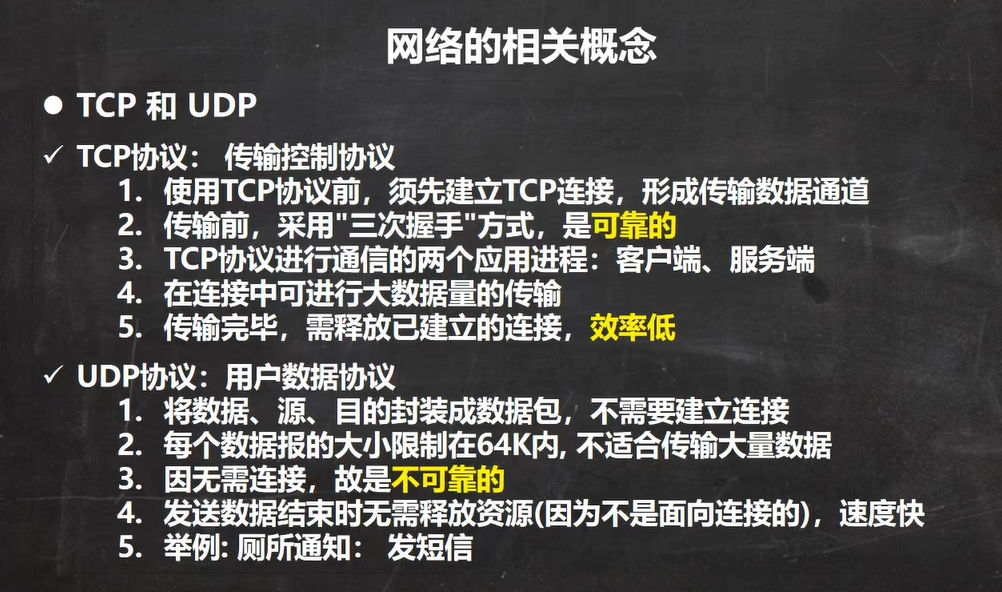 网络的相关概念
● TCP 和 UDP
✓ TCP协议： 传输控制协议
1. 使用TCP协议前，须先建立TCP连接，形成传输数据通道
2. 传输前，采用"三次握手"方式，是可靠的
3. TCP协议进行通信的两个应用进程：客户端、服务端
4. 在连接中可进行大数据量的传输
5. 传输完毕，需释放已建立的连接，效率低
✓ UDP协议：用户数据协议
1. 将数据、源、目的封装成数据包，不需要建立连接
2. 每个数据报的大小限制在64K内, 不适合传输大量数据
3. 因无需连接，故是不可靠的
4. 发送数据结束时无需释放资源(因为不是面向连接的)，速度快
5. 举例: 厕所通知： 发短信